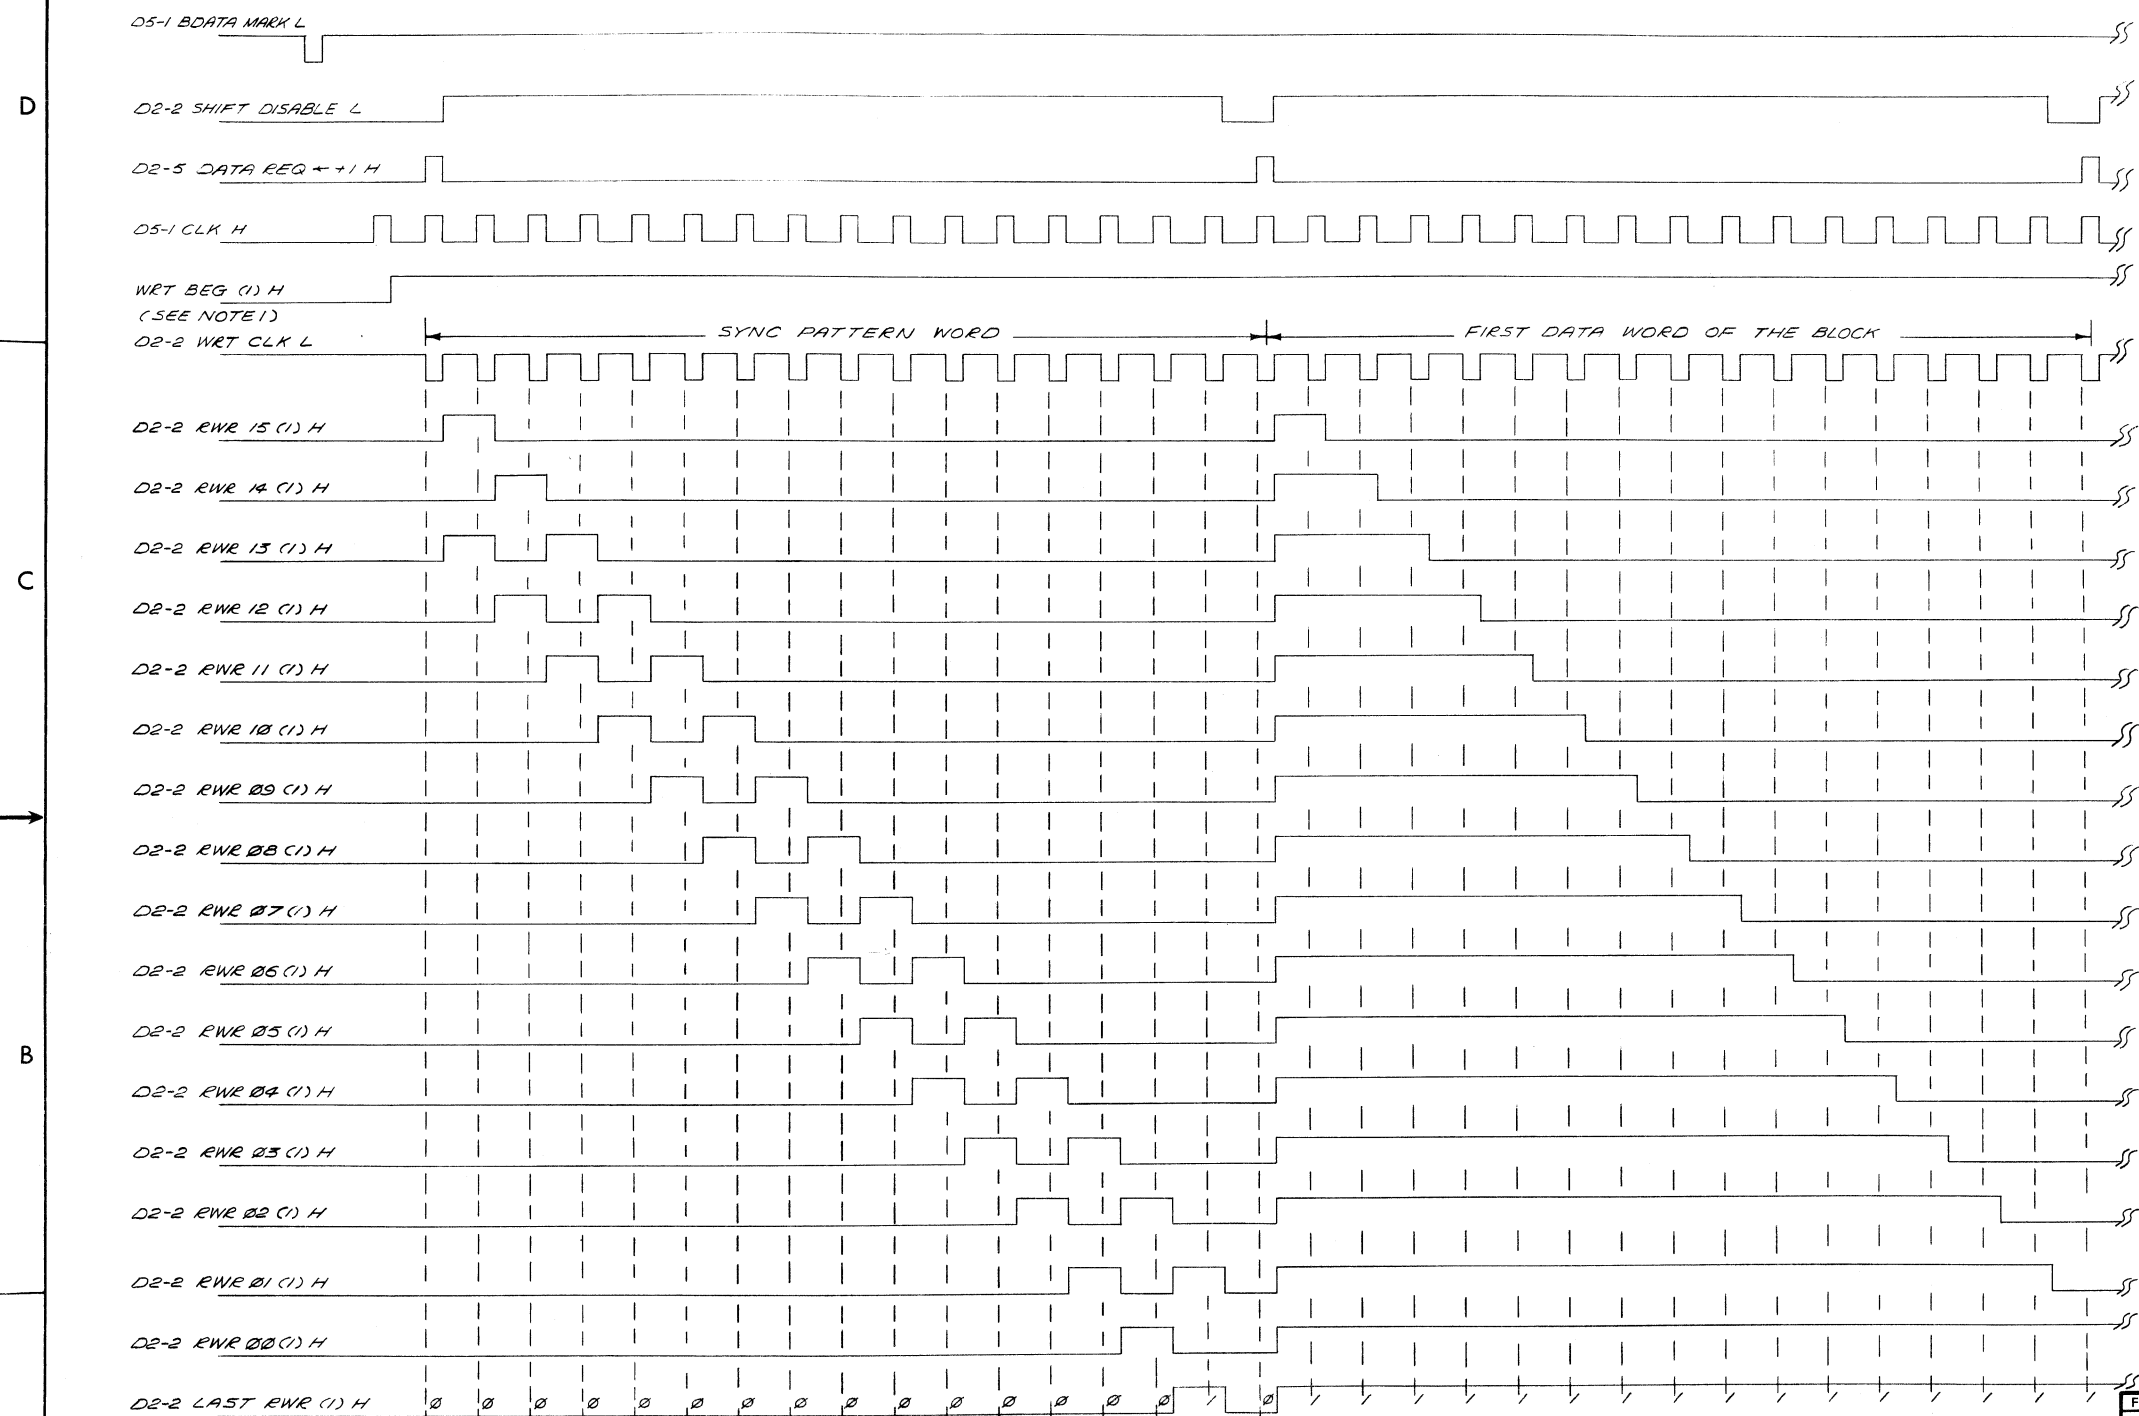 D5-1 BDATA MARK L
D
D2-2 SHIFT DISABLE L
D2-5 DATA REQ ← +1 H
D5-1 CLK H
WRT BEG (1) H
(SEE NOTE 1)
SYNC PATTERN WORD
FIRST DATA WORD OF THE BLOCK
D2-2 WRT CLK L
D2-2 RWR 15 (1) H
D2-2 RWR 14 (1) H
D2-2 RWR 13 (1) H
C
D2-2 RWR 12 (1) H
D2-2 RWR 11 (1) H
D2-2 RWR 1Ø (1) H
D2-2 RWR Ø9 (1) H
D2-2 RWR Ø8 (1) H
D2-2 RWR Ø7 (1) H
D2-2 RWR Ø6 (1) H
D2-2 RWR Ø5 (1) H
B
D2-2 RWR Ø4 (1) H
D2-2 RWR Ø3 (1) H
D2-2 RWR Ø2 (1) H
D2-2 RWR Ø1 (1) H
D2-2 RWR ØØ (1) H
D2-2 LAST RWR (1) H Ø Ø Ø Ø Ø Ø Ø Ø Ø Ø Ø Ø Ø Ø Ø 1 Ø 1 1 1 1 1 1 1 1 1 1 1 1 1 1 1 1